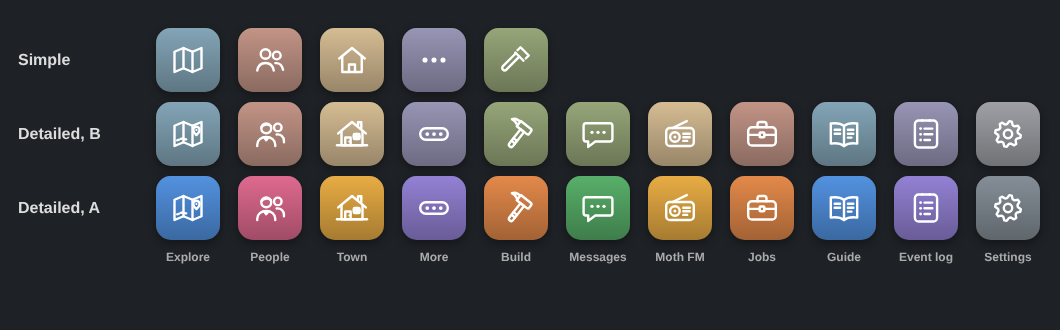 Simple
Detailed, B
Detailed, A
Explore People Town More Build Messages Moth FM Jobs Guide Event log Settings